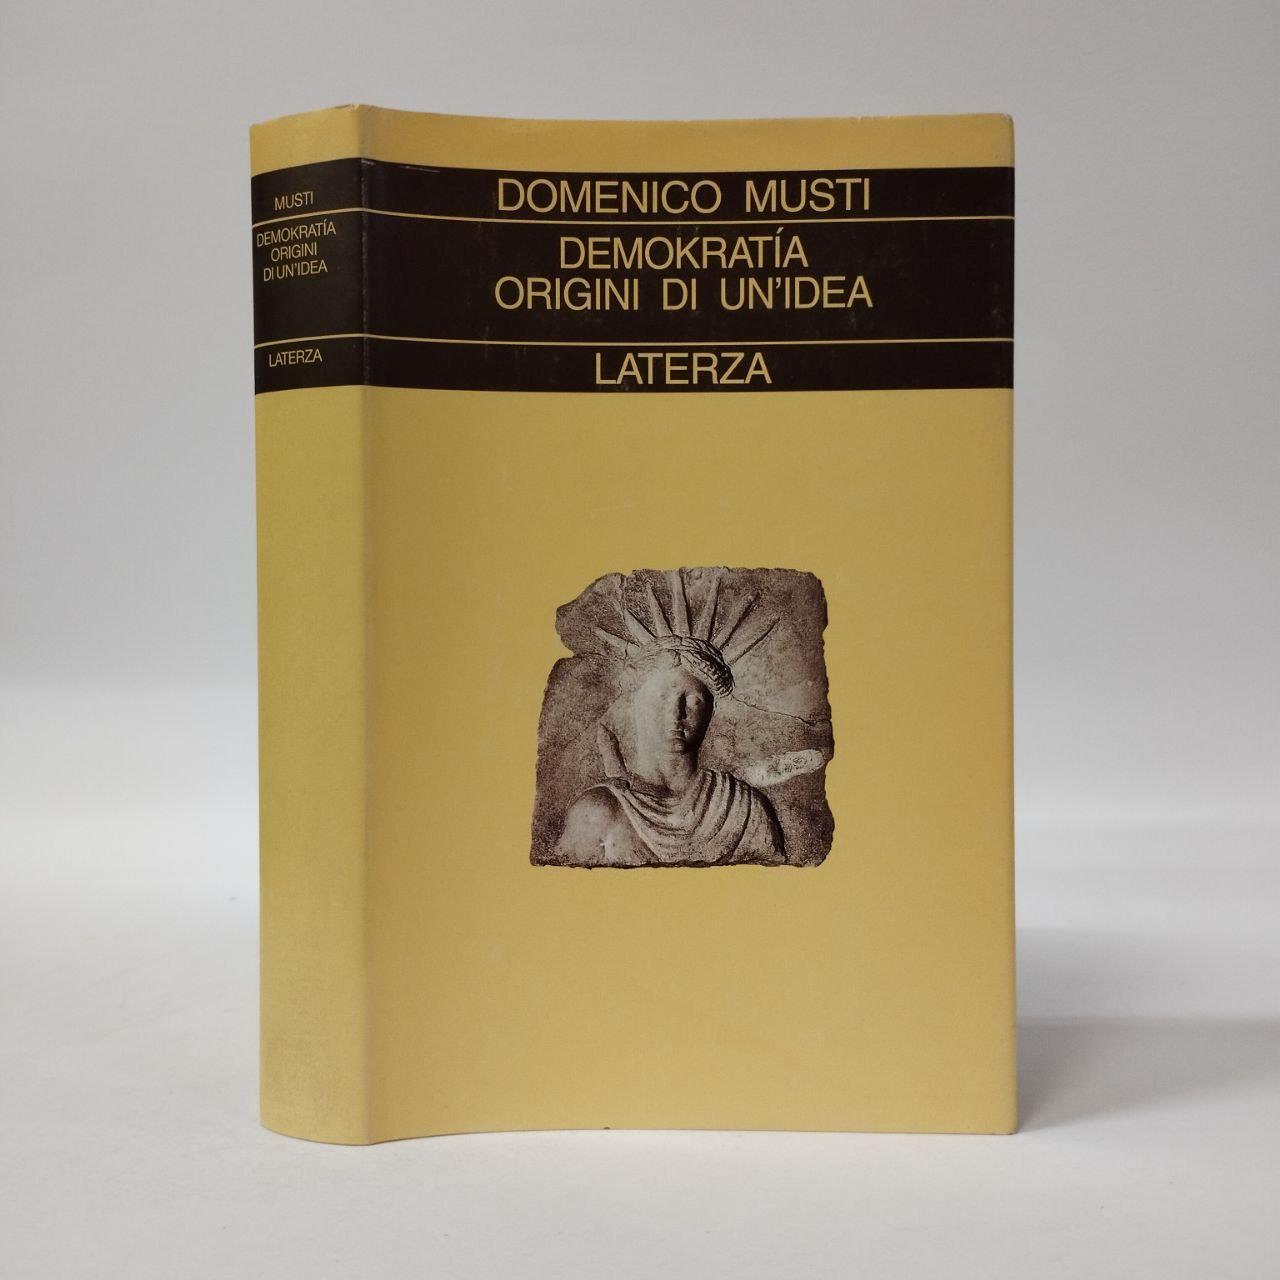 MUSTI
DEMOKRATÍA
ORIGINI
DI UN'IDEA
LATERZA
DOMENICO MUSTI
DEMOKRATÍA
ORIGINI DI UN'IDEA
LATERZA